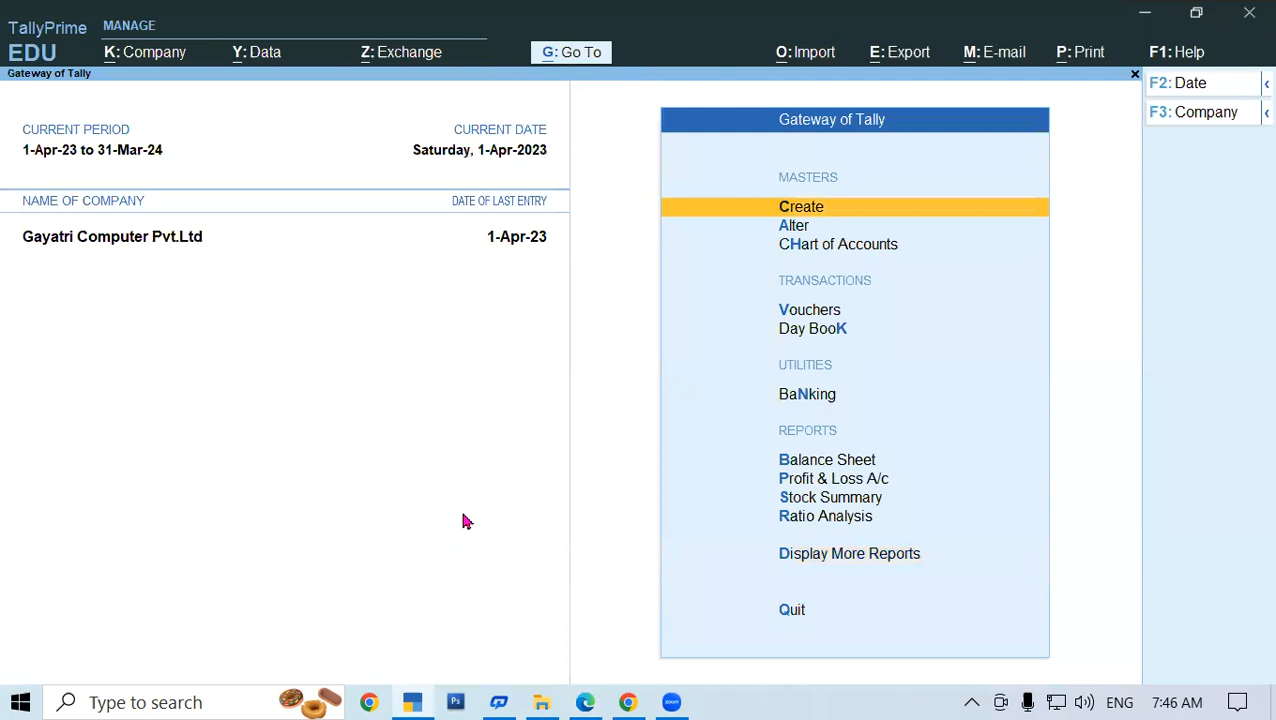 TallyPrime
EDU
MANAGE
K: Company
Y: Data
Z: Exchange
G: Go To
O: Import
E: Export
M: E-mail
P: Print
F1: Help
Gateway of Tally
F2: Date
F3: Company
CURRENT PERIOD
CURRENT DATE
1-Apr-23 to 31-Mar-24
Saturday, 1-Apr-2023
NAME OF COMPANY
DATE OF LAST ENTRY
Gayatri Computer Pvt.Ltd
1-Apr-23
Gateway of Tally
MASTERS
Create
Alter
CHart of Accounts
TRANSACTIONS
Vouchers
Day BooK
UTILITIES
BaNking
REPORTS
Balance Sheet
Profit & Loss A/c
Stock Summary
Ratio Analysis
Display More Reports
Quit
Type to search
Ps
zoom
ENG
7:46 AM